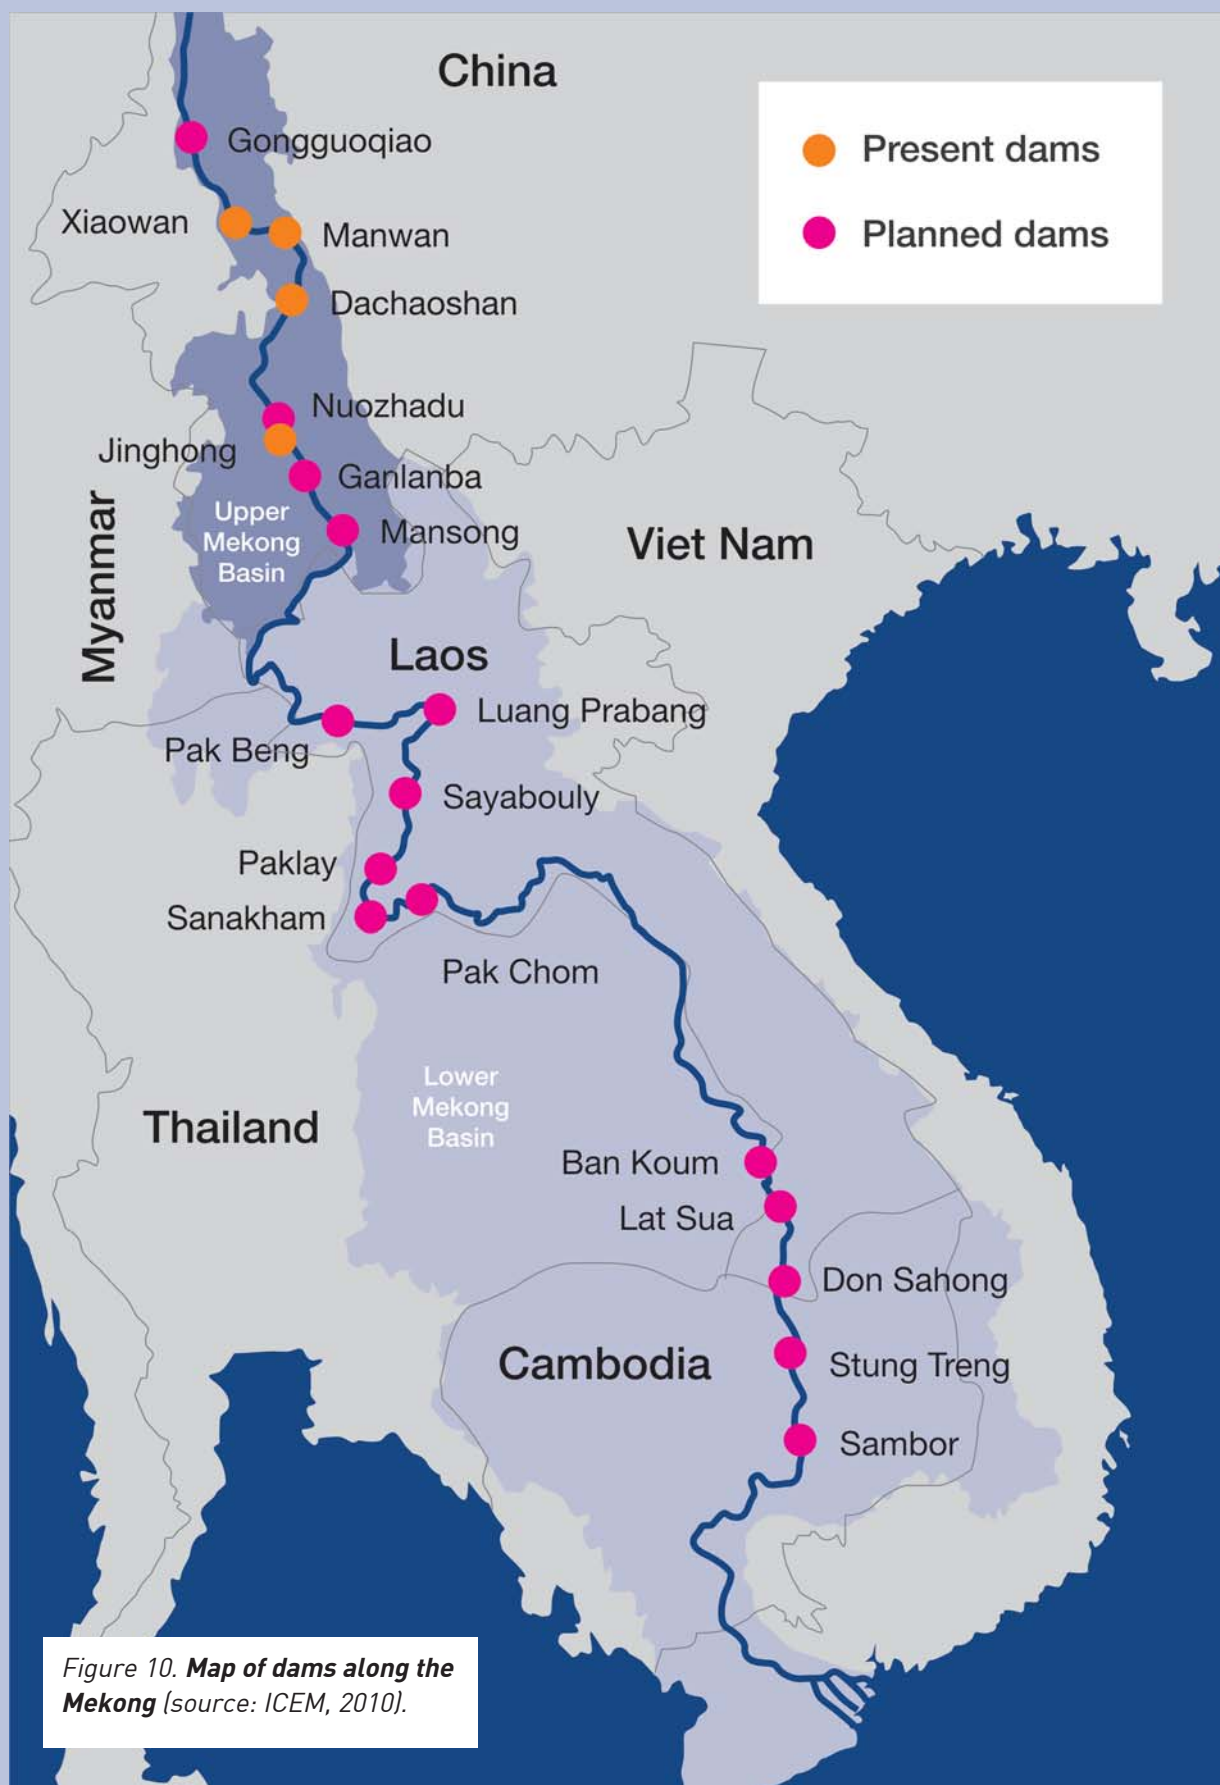 China
Present dams
Planned dams
Gongguoqiao
Xiaowan
Manwan
Dachaoshan
Nuozhadu
Jinghong
Ganlanba
Mansong
Upper
Mekong
Basin
Myanmar
Viet Nam
Laos
Luang Prabang
Pak Beng
Sayabouly
Paklay
Sanakham
Pak Chom
Lower
Mekong
Basin
Thailand
Ban Koum
Lat Sua
Don Sahong
Cambodia
Stung Treng
Sambor
Figure 10. Map of dams along the
Mekong (source: ICEM, 2010).